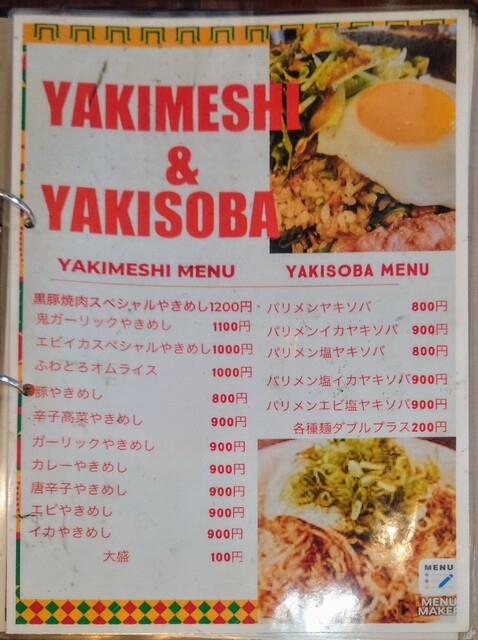 YAKIMESHI
&
YAKISOBA
YAKIMESHI MENU
黒豚焼肉スペシャルやきめし1200円
鬼ガーリックやきめし 1100円
エビイカスペシャルやきめし1000円
ふわとろオムライス 1000円
豚やきめし 800円
辛子高菜やきめし 900円
ガーリックやきめし 900円
カレーやきめし 900円
唐辛子やきめし 900円
エビやきめし 900円
イカやきめし 900円
大盛 100円
YAKISOBA MENU
パリメンヤキソバ 800円
パリメンイカヤキソバ 900円
パリメン塩ヤキソバ 800円
パリメン塩イカヤキソバ900円
パリメンエビ塩ヤキソバ900円
各種麺ダブルプラス200円
MENU
MENU
MAKER